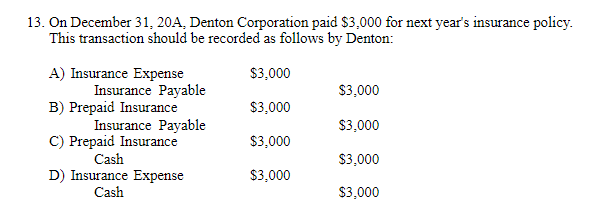 13. On December 31, 20A, Denton Corporation paid $3,000 for next year's insurance policy.
This transaction should be recorded as follows by Denton:
A) Insurance Expense $3,000
Insurance Payable $3,000
B) Prepaid Insurance $3,000
Insurance Payable $3,000
C) Prepaid Insurance $3,000
Cash $3,000
D) Insurance Expense $3,000
Cash $3,000